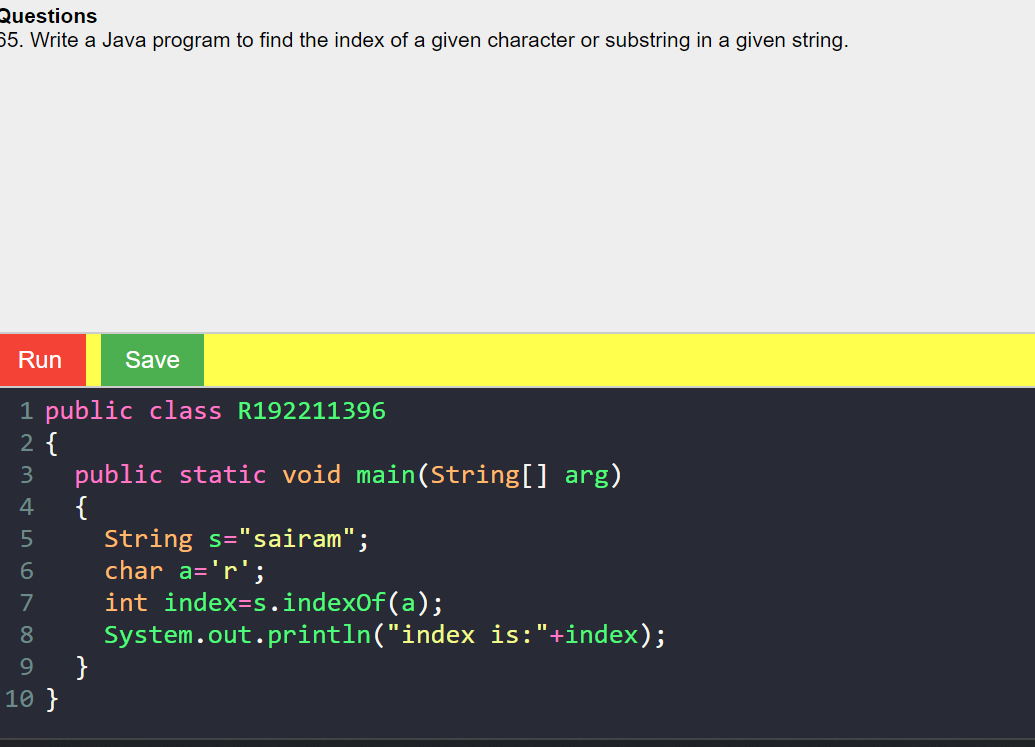 Questions
65. Write a Java program to find the index of a given character or substring in a given string.
Run Save
1 public class R192211396
2 {
3 public static void main(String[] arg)
4 {
5 String s="sairam";
6 char a='r';
7 int index=s.indexOf(a);
8 System.out.println("index is:"+index);
9 }
10 }